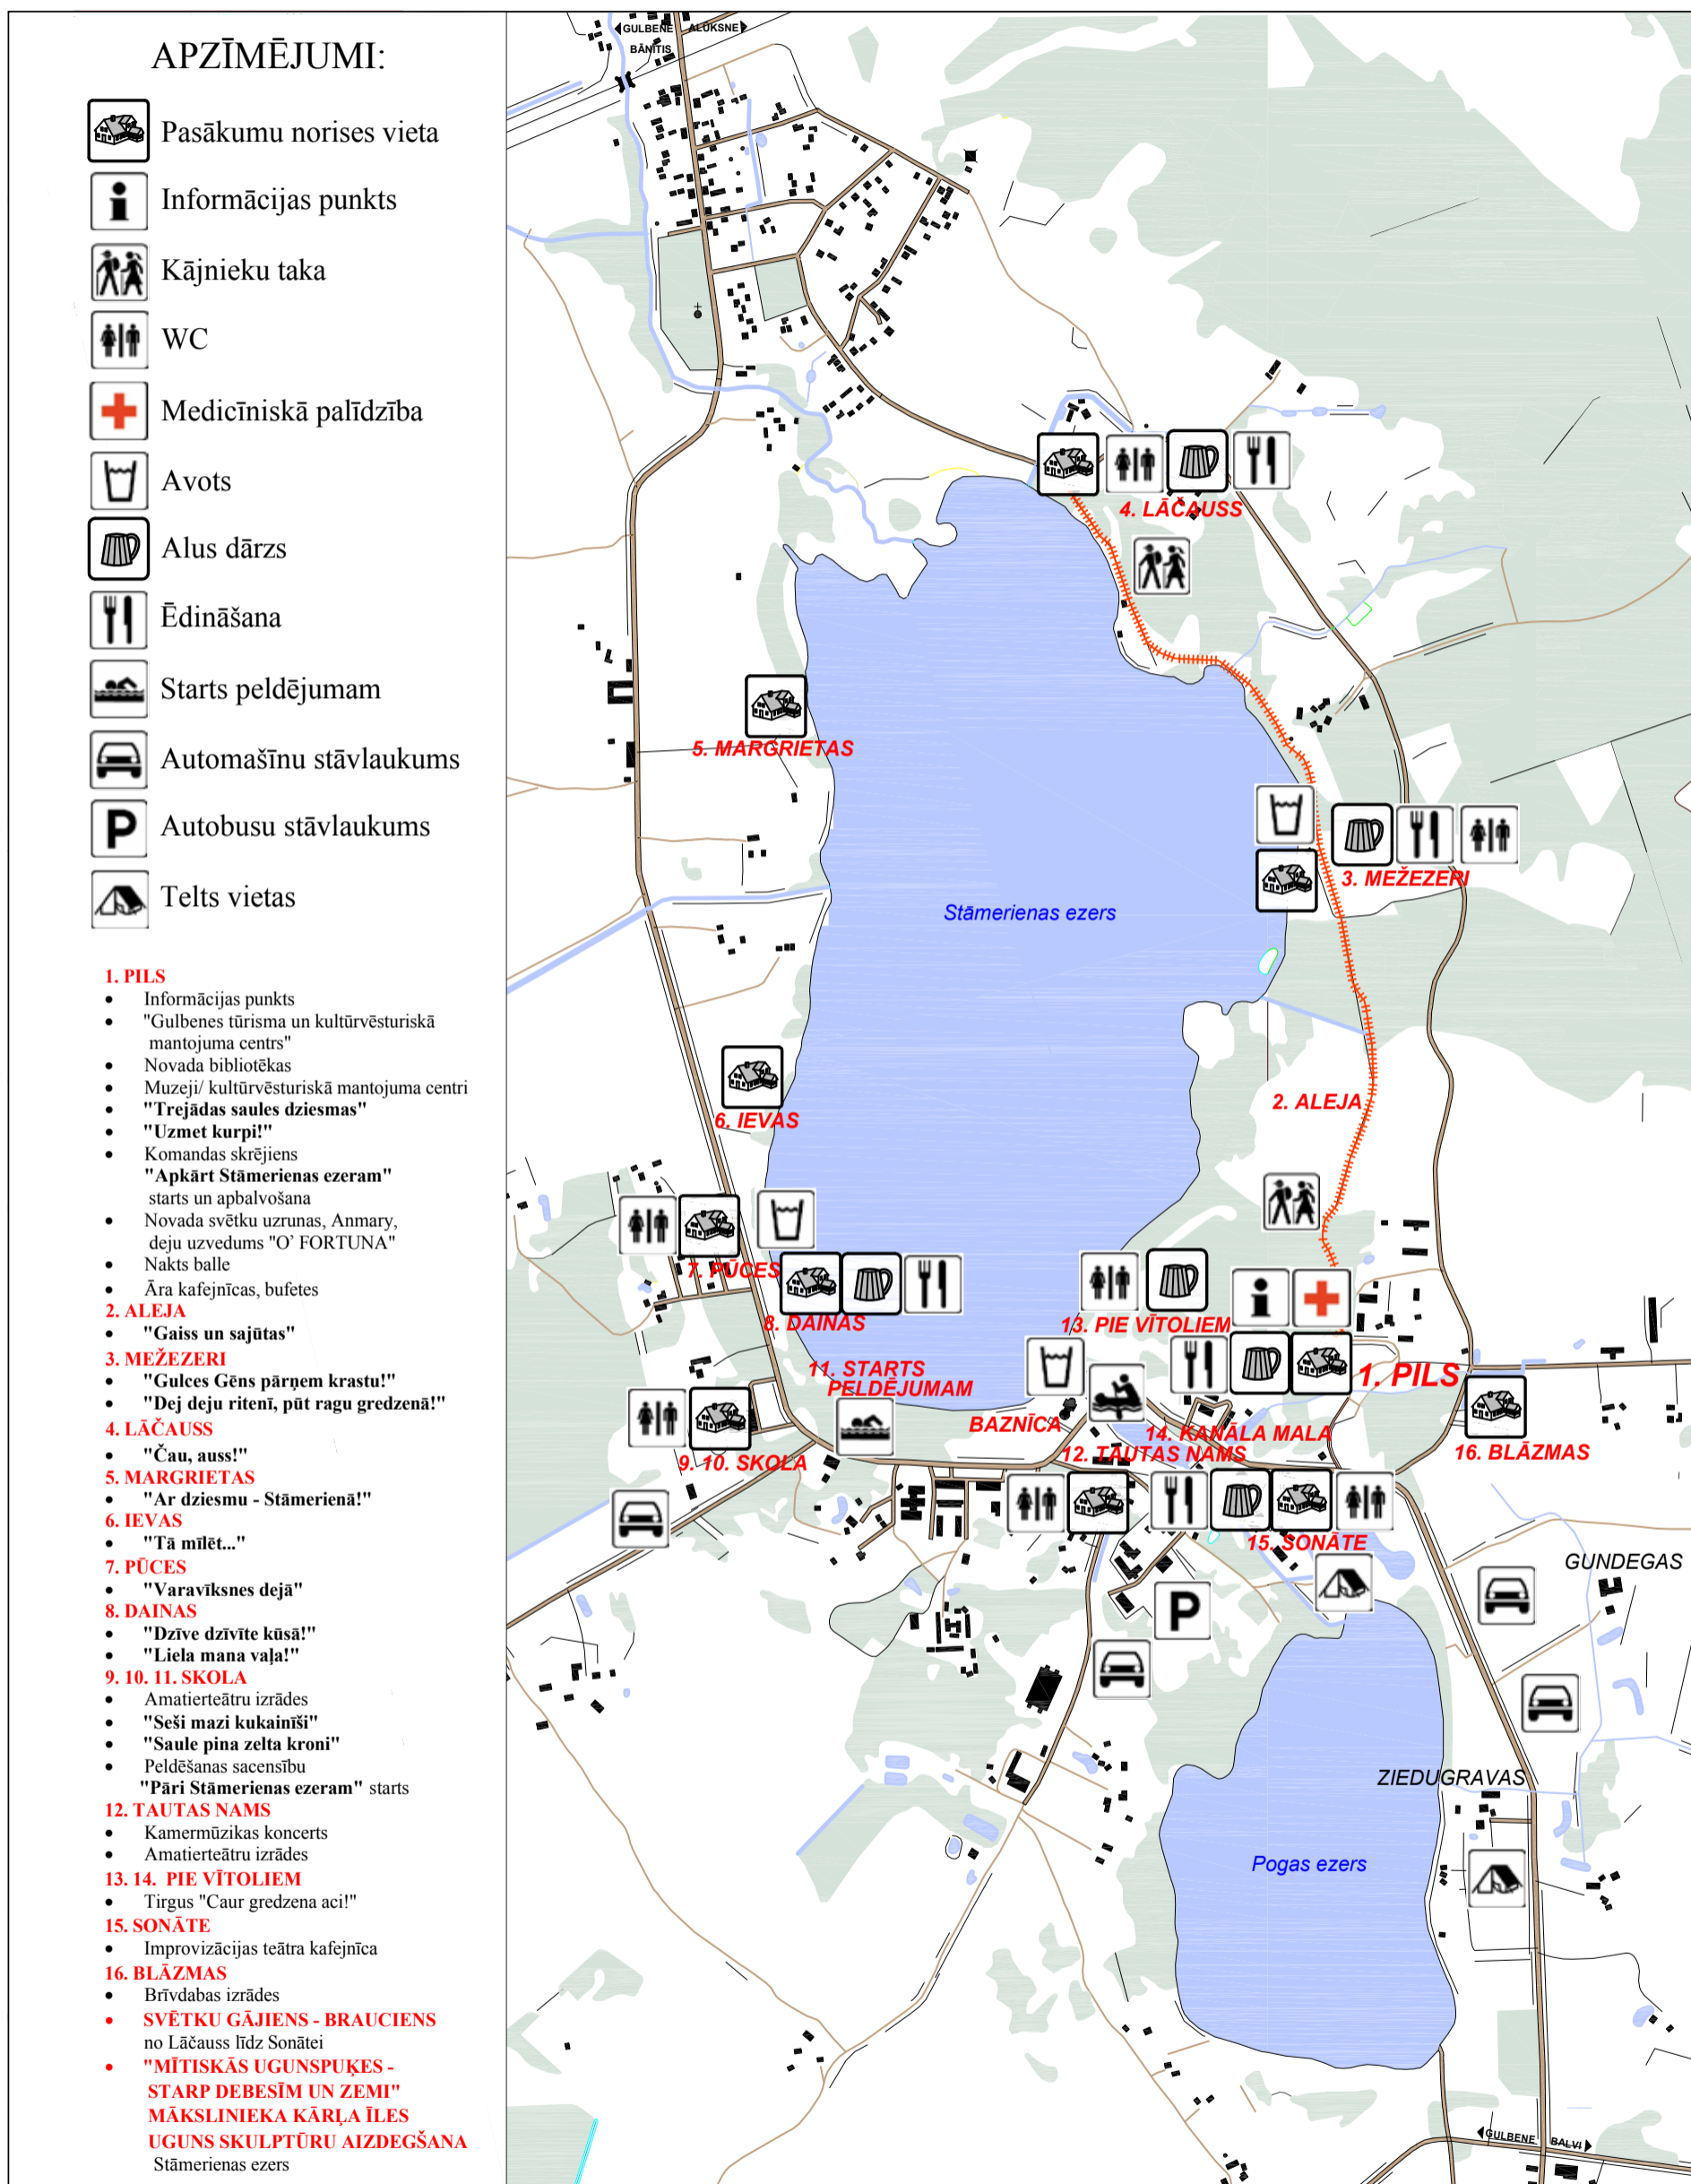 APZĪMĒJUMI:
Pasākumu norises vieta
Informācijas punkts
Kājnieku taka
WC
Medicīniskā palīdzība
Avots
Alus dārzs
Ēdināšana
Starts peldējumam
Automašīnu stāvlaukums
P
Autobusu stāvlaukums
Telts vietas
1. PILS
• Informācijas punkts
• "Gulbenes tūrisma un kultūrvēsturiskā
mantojuma centrs"
• Novada bibliotēkas
• Muzeji/ kultūrvēsturiskā mantojuma centri
• "Trejādas saules dziesmas"
• "Uzmet kurpi!"
• Komandas skrējiens
"Apkārt Stāmerienas ezeram"
starts un apbalvošana
• Novada svētku uzrunas, Anmary,
deju uzvedums "O' FORTUNA"
• Nakts balle
• Āra kafejnīcas, bufetes
2. ALEJA
• "Gaiss un sajūtas"
3. MEŽEZERI
• "Gulces Gēns pārņem krastu!"
• "Dej deju ritenī, pūt ragu gredzenā!"
4. LĀČAUSS
• "Čau, auss!"
5. MARGRIETAS
• "Ar dziesmu - Stāmerienā!"
6. IEVAS
• "Tā mīlēt..."
7. PŪCES
• "Varavīksnes dejā"
8. DAINAS
• "Dzīve dzīvīte kūsā!"
• "Liela mana vaļa!"
9. 10. 11. SKOLA
• Amatierteātru izrādes
• "Seši mazi kukainīši"
• "Saule pina zelta kroni"
• Peldēšanas sacensību
"Pāri Stāmerienas ezeram" starts
12. TAUTAS NAMS
• Kamermūzikas koncerts
• Amatierteātru izrādes
13. 14. PIE VĪTOLIEM
• Tirgus "Caur gredzena aci!"
15. SONĀTE
• Improvizācijas teātra kafejnīca
16. BLĀZMAS
• Brīvdabas izrādes
• SVĒTKU GĀJIENS - BRAUCIENS
no Lāčauss līdz Sonātei
• "MĪTISKĀS UGUNSPUĶES -
STARP DEBESĪM UN ZEMI"
MĀKSLINIEKA KĀRĻA ĪLES
UGUNS SKULPTŪRU AIZDEGŠANA
Stāmerienas ezers
GULBENE ALŪKSNE
BĀNĪTIS
4. LĀČAUSS
5. MARGRIETAS
3. MEŽEZERI
Stāmerienas ezers
2. ALEJA
6. IEVAS
7. PŪCES
8. DAINAS
13. PIE VĪTOLIEM
11. STARTS
PELDĒJUMAM
1. PILS
BAZNĪCA
14. KANĀLA MALA
12. TAUTAS NAMS
16. BLĀZMAS
9. 10. SKOLA
15. SONĀTE
GUNDEGAS
P
ZIEDUGRAVAS
Pogas ezers
GULBENE BALVI